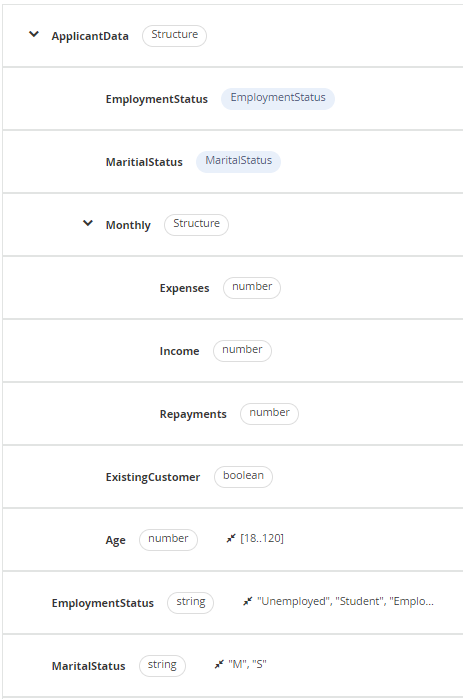 ApplicantData Structure
EmploymentStatus EmploymentStatus
MaritialStatus MaritalStatus
Monthly Structure
Expenses number
Income number
Repayments number
ExistingCustomer boolean
Age number [18..120]
EmploymentStatus string "Unemployed", "Student", "Emplo...
MaritalStatus string "M", "S"